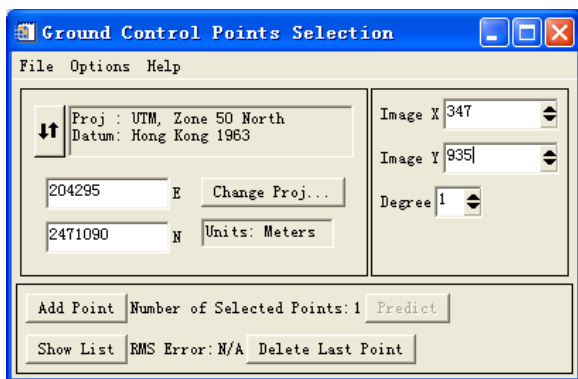 Ground Control Points Selection
File Options Help
Proj : UTM, Zone 50 North
Datum: Hong Kong 1963
204295 E Change Proj...
2471090 N Units: Meters
Image X 347
Image Y 935
Degree 1
Add Point Number of Selected Points: 1 Predict
Show List RMS Error: N/A Delete Last Point